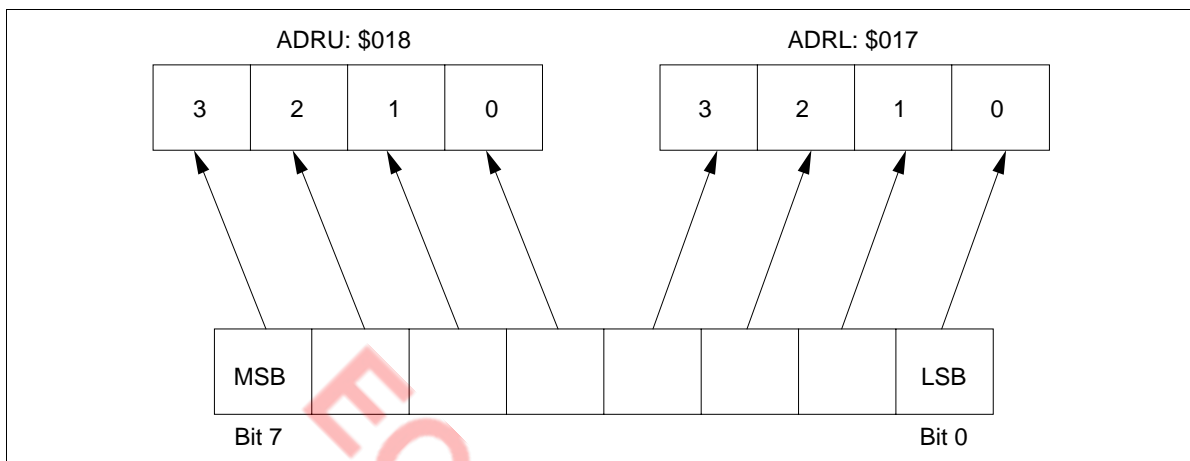 ADRU: $018
ADRL: $017
3 2 1 0
3 2 1 0
MSB
LSB
Bit 7
Bit 0